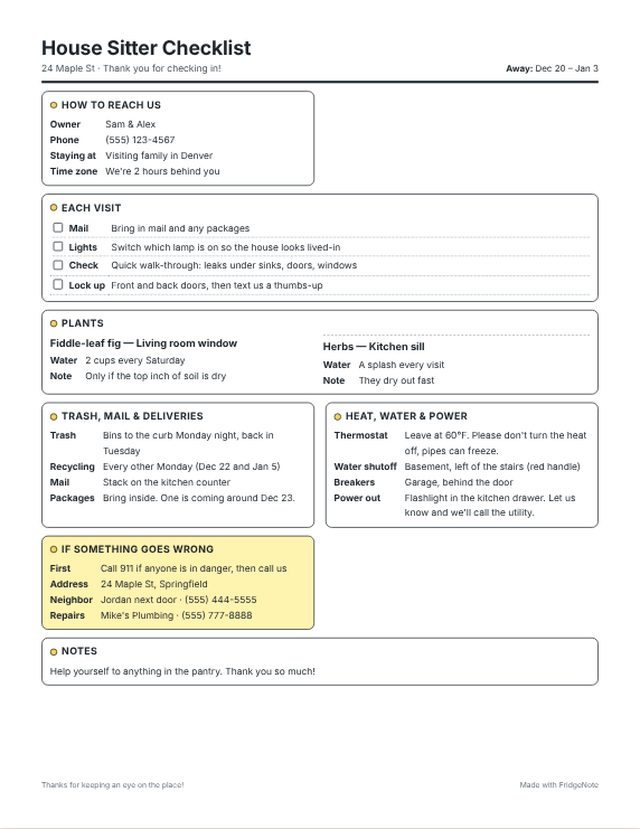 House Sitter Checklist
24 Maple St · Thank you for checking in!
Away: Dec 20 – Jan 3
HOW TO REACH US
Owner Sam & Alex
Phone (555) 123-4567
Staying at Visiting family in Denver
Time zone We're 2 hours behind you
EACH VISIT
Mail Bring in mail and any packages
Lights Switch which lamp is on so the house looks lived-in
Check Quick walk-through: leaks under sinks, doors, windows
Lock up Front and back doors, then text us a thumbs-up
PLANTS
Fiddle-leaf fig — Living room window
Water 2 cups every Saturday
Note Only if the top inch of soil is dry
Herbs — Kitchen sill
Water A splash every visit
Note They dry out fast
TRASH, MAIL & DELIVERIES
Trash Bins to the curb Monday night, back in
Tuesday
Recycling Every other Monday (Dec 22 and Jan 5)
Mail Stack on the kitchen counter
Packages Bring inside. One is coming around Dec 23.
HEAT, WATER & POWER
Thermostat Leave at 60°F. Please don't turn the heat
off, pipes can freeze.
Water shutoff Basement, left of the stairs (red handle)
Breakers Garage, behind the door
Power out Flashlight in the kitchen drawer. Let us
know and we'll call the utility.
IF SOMETHING GOES WRONG
First Call 911 if anyone is in danger, then call us
Address 24 Maple St, Springfield
Neighbor Jordan next door · (555) 444-5555
Repairs Mike's Plumbing · (555) 777-8888
NOTES
Help yourself to anything in the pantry. Thank you so much!
Thanks for keeping an eye on the place!
Made with FridgeNote